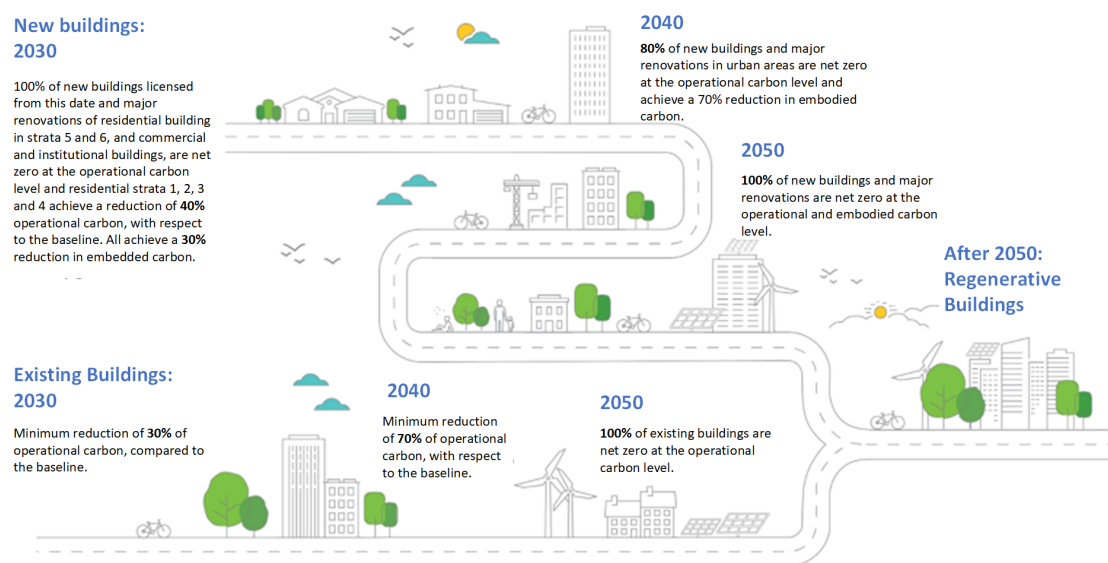 New buildings:
2030
100% of new buildings licensed
from this date and major
renovations of residential building
in strata 5 and 6, and commercial
and institutional buildings, are net
zero at the operational carbon
level and residential strata 1, 2, 3
and 4 achieve a reduction of 40%
operational carbon, with respect
to the baseline. All achieve a 30%
reduction in embedded carbon.
2040
80% of new buildings and major
renovations in urban areas are net zero
at the operational carbon level and
achieve a 70% reduction in embodied
carbon.
2050
100% of new buildings and major
renovations are net zero at the
operational and embodied carbon
level.
After 2050:
Regenerative
Buildings
Existing Buildings:
2030
Minimum reduction of 30% of
operational carbon, compared to
the baseline.
2040
Minimum reduction
of 70% of operational
carbon, with respect
to the baseline.
2050
100% of existing buildings are
net zero at the operational
carbon level.